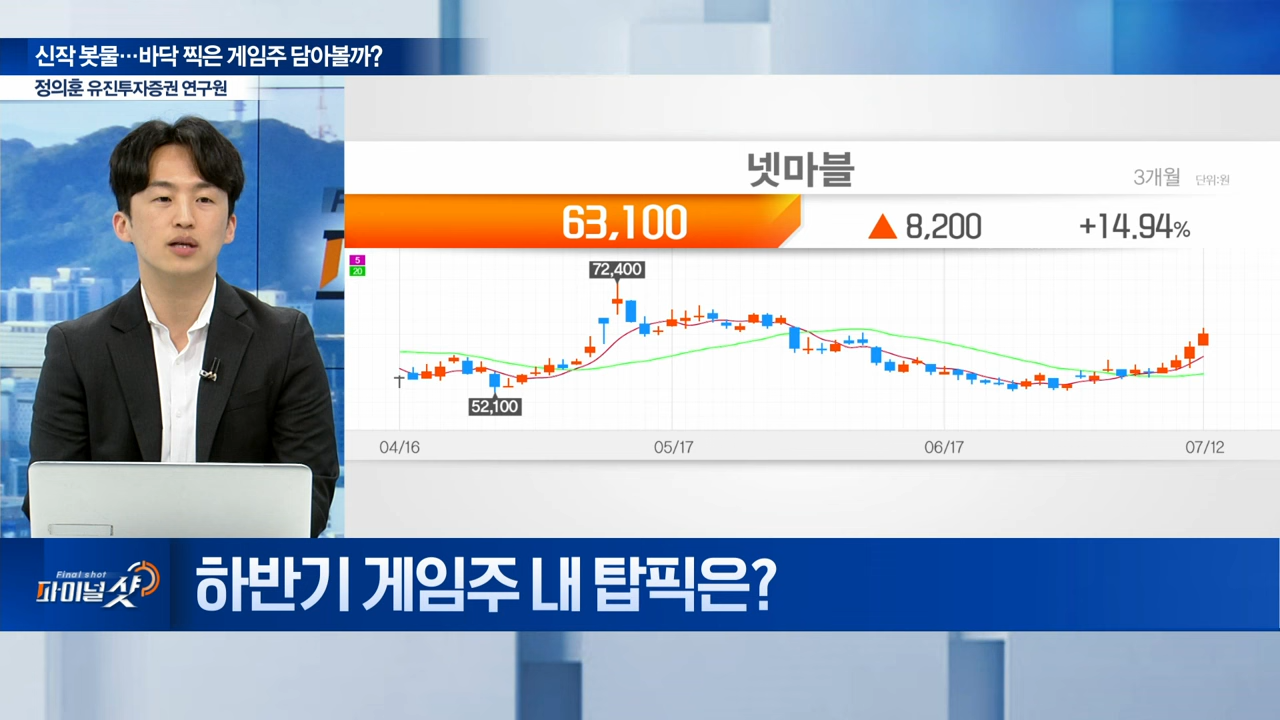 신작 봇물…바닥 찍은 게임주 담아볼까?
정의훈 유진투자증권 연구원
넷마블
3개월 단위:원
63,100 ▲ 8,200 +14.94%
5
20
72,400
52,100
04/16 05/17 06/17 07/12
Final shot
파이널샷
하반기 게임주 내 탑픽은?